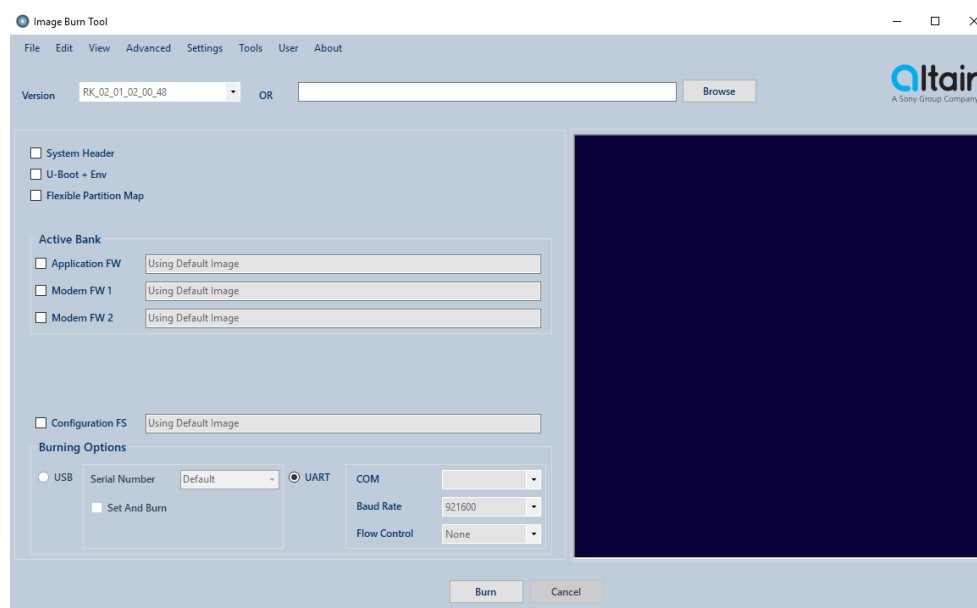 Image Burn Tool
File Edit View Advanced Settings Tools User About
Version RK_02_01_02_00_48 OR Browse
altair
A Sony Group Company
System Header
U-Boot + Env
Flexible Partition Map
Active Bank
Application FW Using Default Image
Modem FW 1 Using Default Image
Modem FW 2 Using Default Image
Configuration FS Using Default Image
Burning Options
USB Serial Number Default UART COM
Set And Burn Baud Rate 921600
Flow Control None
Burn Cancel